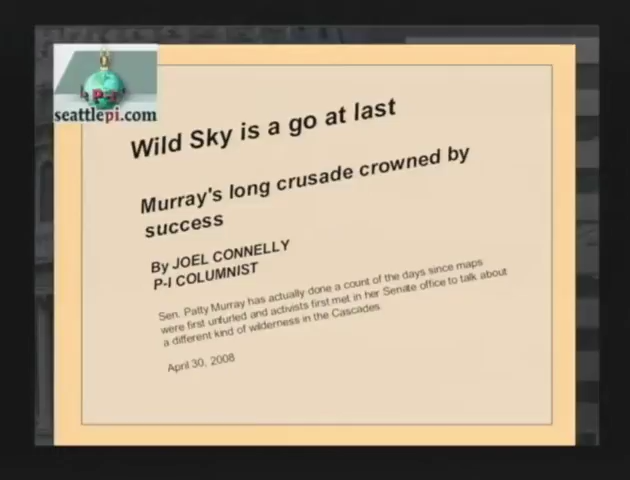 seattlepi.com
Wild Sky is a go at last
Murray's long crusade crowned by
success
By JOEL CONNELLY
P-I COLUMNIST
Sen. Patty Murray has actually done a count of the days since maps
were first unfurled and activists first met in her Senate office to talk about
a different kind of wilderness in the Cascades.
April 30, 2008